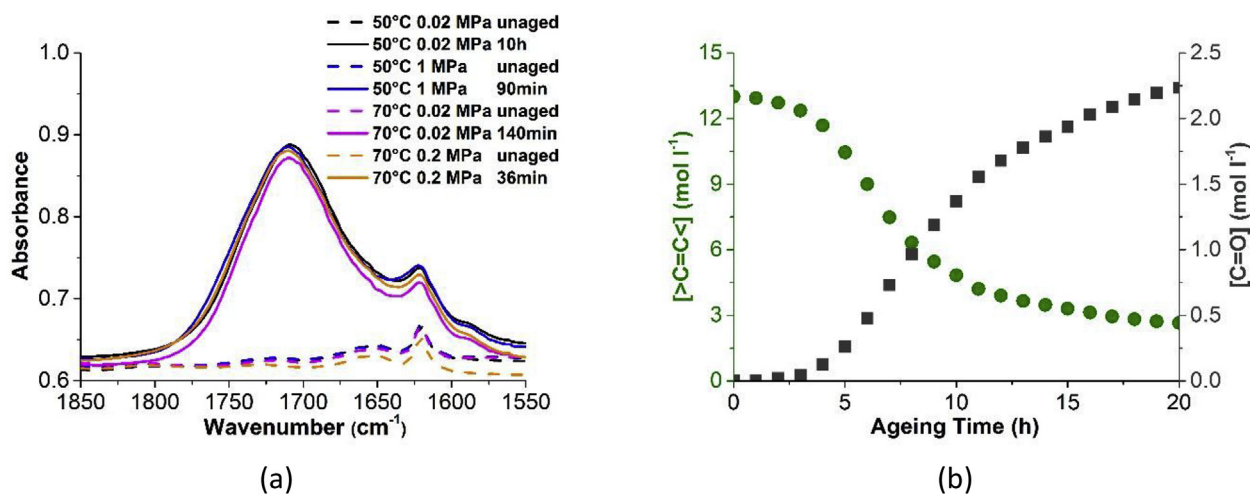 50°C 0.02 MPa unaged
50°C 0.02 MPa 10h
50°C 1 MPa unaged
50°C 1 MPa 90min
70°C 0.02 MPa unaged
70°C 0.02 MPa 140min
70°C 0.2 MPa unaged
70°C 0.2 MPa 36min
1.0
0.9
0.8
0.7
0.6
Absorbance
1850 1800 1750 1700 1650 1600 1550
Wavenumber (cm⁻¹)
(a)
15
12
9
6
3
0
[>C=C<] (mol l⁻¹)
2.5
2.0
1.5
1.0
0.5
0.0
[C=O] (mol l⁻¹)
0 5 10 15 20
Ageing Time (h)
(b)